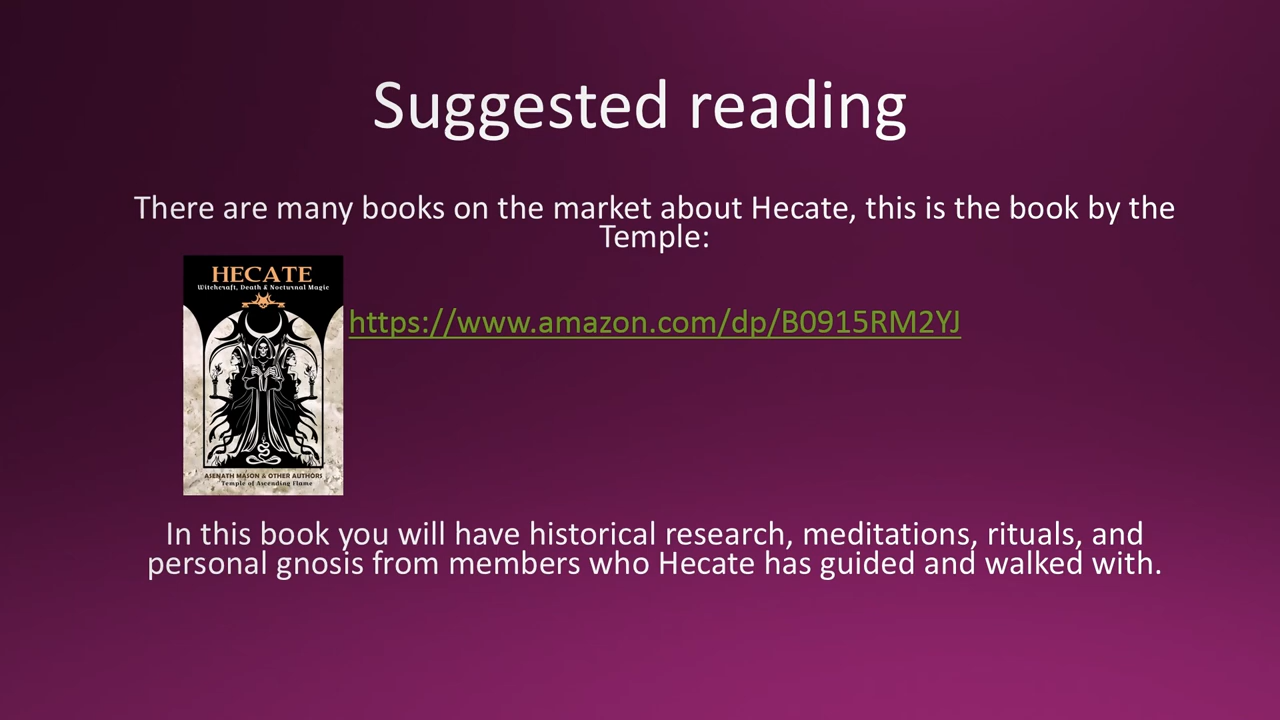 Suggested reading
There are many books on the market about Hecate, this is the book by the
Temple:
HECATE
Witchcraft, Death & Nocturnal Magic
https://www.amazon.com/dp/B0915RM2YJ
ASENATH MASON & OTHER AUTHORS
Temple of Ascending Flame
In this book you will have historical research, meditations, rituals, and
personal gnosis from members who Hecate has guided and walked with.